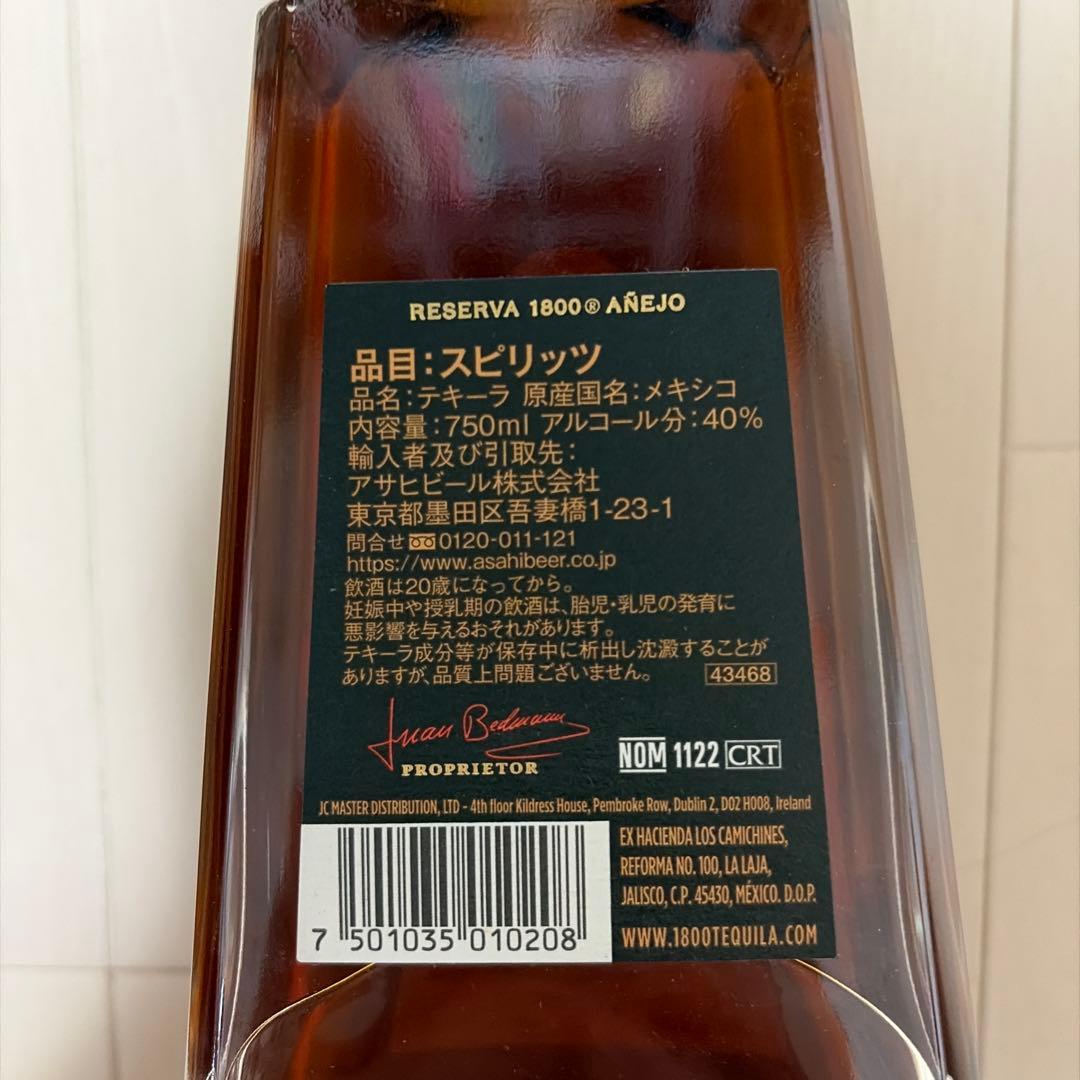 RESERVA 1800® AÑEJO
品目：スピリッツ
品名：テキーラ 原産国名：メキシコ
内容量：750ml アルコール分：40%
輸入者及び引取先：
アサヒビール株式会社
東京都墨田区吾妻橋1-23-1
問合せ 0120-011-121
https://www.asahibeer.co.jp
飲酒は20歳になってから。
妊娠中や授乳期の飲酒は、胎児・乳児の発育に
悪影響を与えるおそれがあります。
テキーラ成分等が保存中に析出し沈澱することが
ありますが、品質上問題ございません。 43468
Juan Beckmann
PROPRIETOR
NOM 1122 CRT
JC MASTER DISTRIBUTION, LTD - 4th floor Kildress House, Pembroke Row, Dublin 2, D02 H008, Ireland
EX HACIENDA LOS CAMICHINES,
REFORMA NO. 100, LA LAJA,
JALISCO, C.P. 45430, MÉXICO. D.O.P.
WWW.1800TEQUILA.COM
7 501035 010208